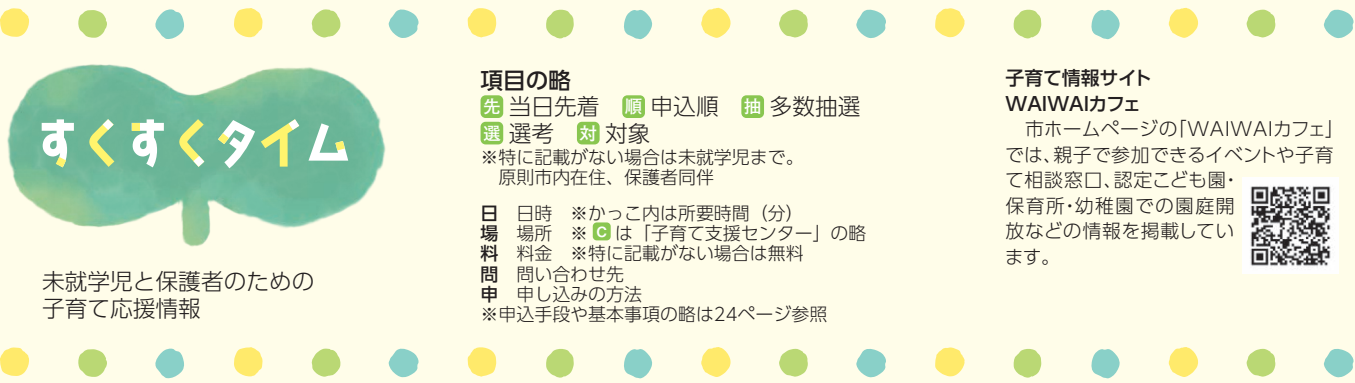 すくすくタイム
未就学児と保護者のための
子育て応援情報
項目の略
先 当日先着 順 申込順 抽 多数抽選
選 選考 対 対象
※特に記載がない場合は未就学児まで。
原則市内在住、保護者同伴
日 日時 ※かっこ内は所要時間（分）
場 場所 ※Cは「子育て支援センター」の略
料 料金 ※特に記載がない場合は無料
問 問い合わせ先
申 申し込みの方法
※申込手段や基本事項の略は24ページ参照
子育て情報サイト
WAIWAIカフェ
市ホームページの「WAIWAIカフェ」
では、親子で参加できるイベントや子育
て相談窓口、認定こども園・
保育所・幼稚園での園庭開
放などの情報を掲載してい
ます。